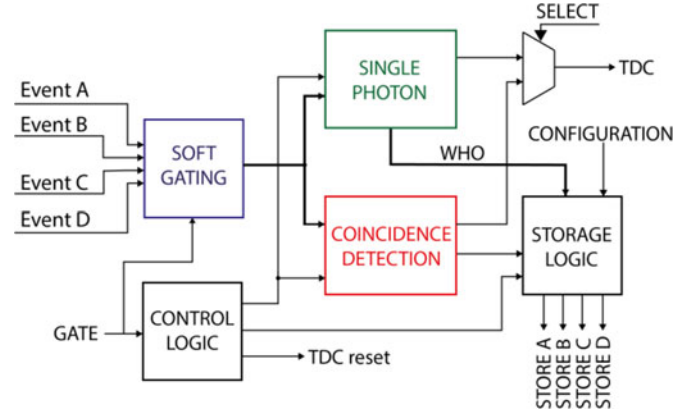 SELECT
Event A
Event B
Event C
Event D
SOFT
GATING
SINGLE
PHOTON
TDC
WHO
CONFIGURATION
COINCIDENCE
DETECTION
STORAGE
LOGIC
GATE
CONTROL
LOGIC
TDC reset
STORE A
STORE B
STORE C
STORE D